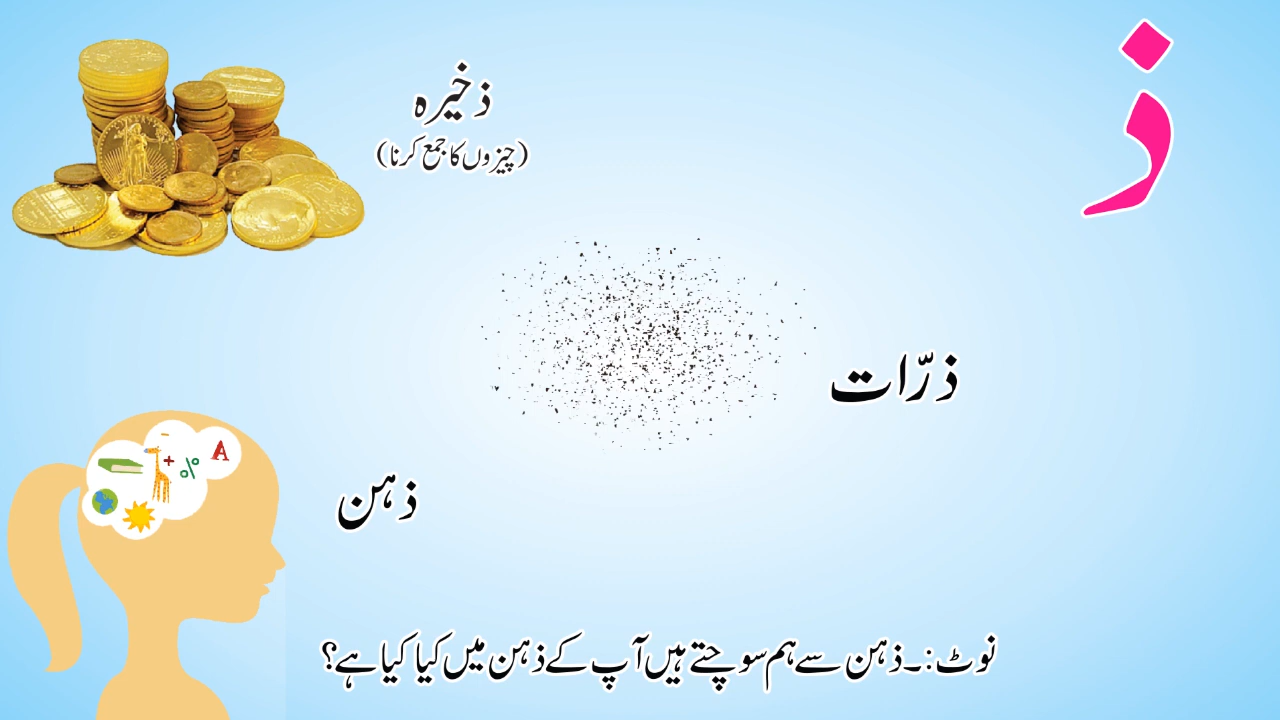 ذ
ذخیرہ
(چیزوں کا جمع کرنا)
ذرّات
ذہن
A
نوٹ:۔ ذہن سے ہم سوچتے ہیں آپ کے ذہن میں کیا کیا ہے؟